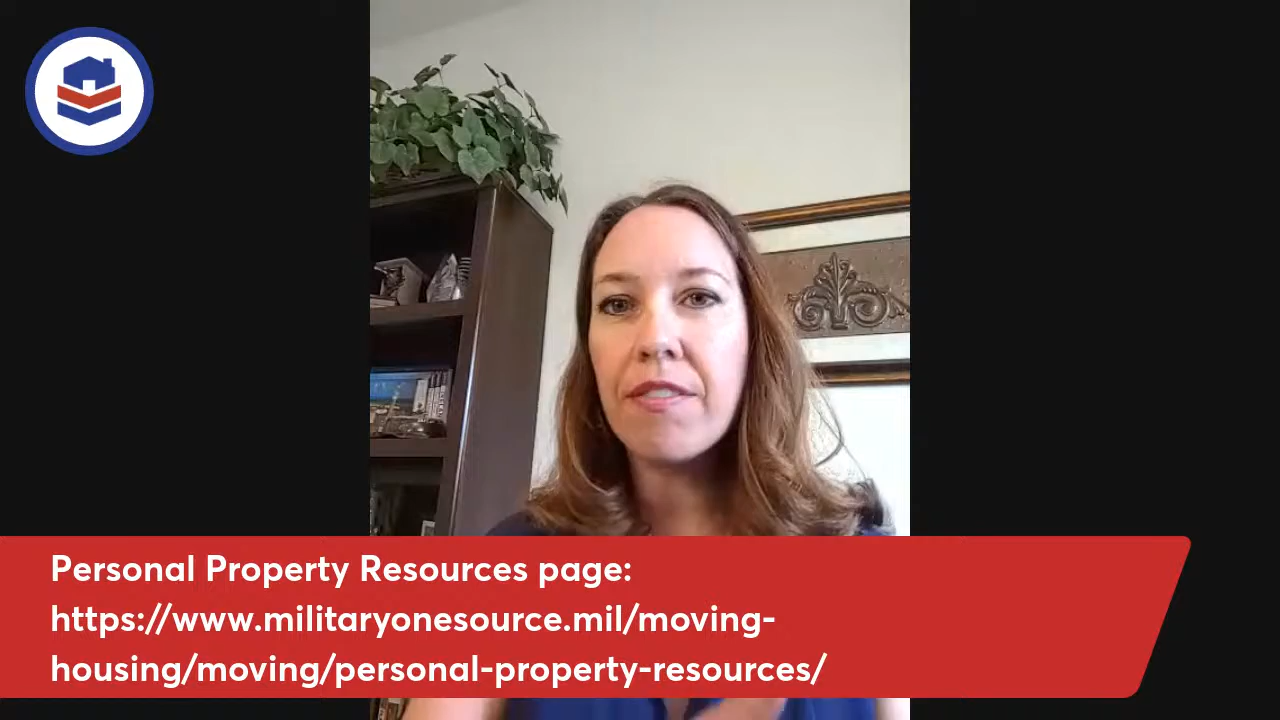 Personal Property Resources page:
https://www.militaryonesource.mil/moving-
housing/moving/personal-property-resources/